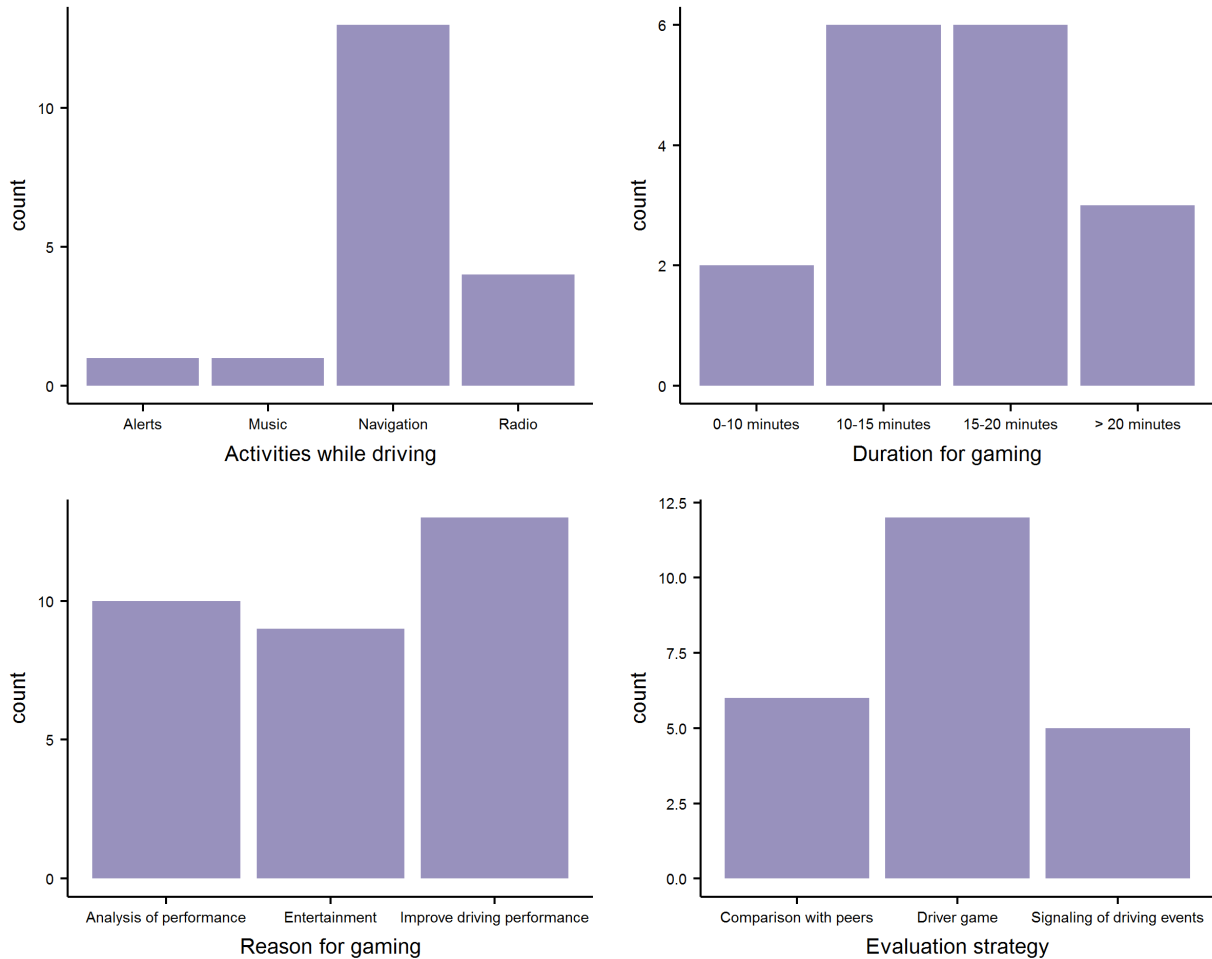 count
10
5
0
Alerts Music Navigation Radio
Activities while driving
count
6
4
2
0
0-10 minutes 10-15 minutes 15-20 minutes > 20 minutes
Duration for gaming
count
10
5
0
Analysis of performance Entertainment Improve driving performance
Reason for gaming
count
12.5
10.0
7.5
5.0
2.5
0.0
Comparison with peers Driver game Signaling of driving events
Evaluation strategy